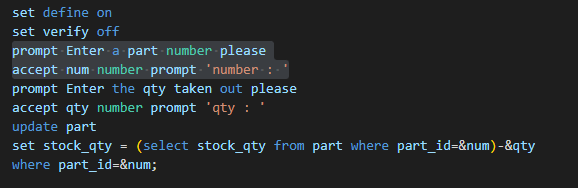 set define on
set verify off
prompt Enter a part number please
accept num number prompt 'number : '
prompt Enter the qty taken out please
accept qty number prompt 'qty : '
update part
set stock_qty = (select stock_qty from part where part_id=&num)-&qty
where part_id=&num;